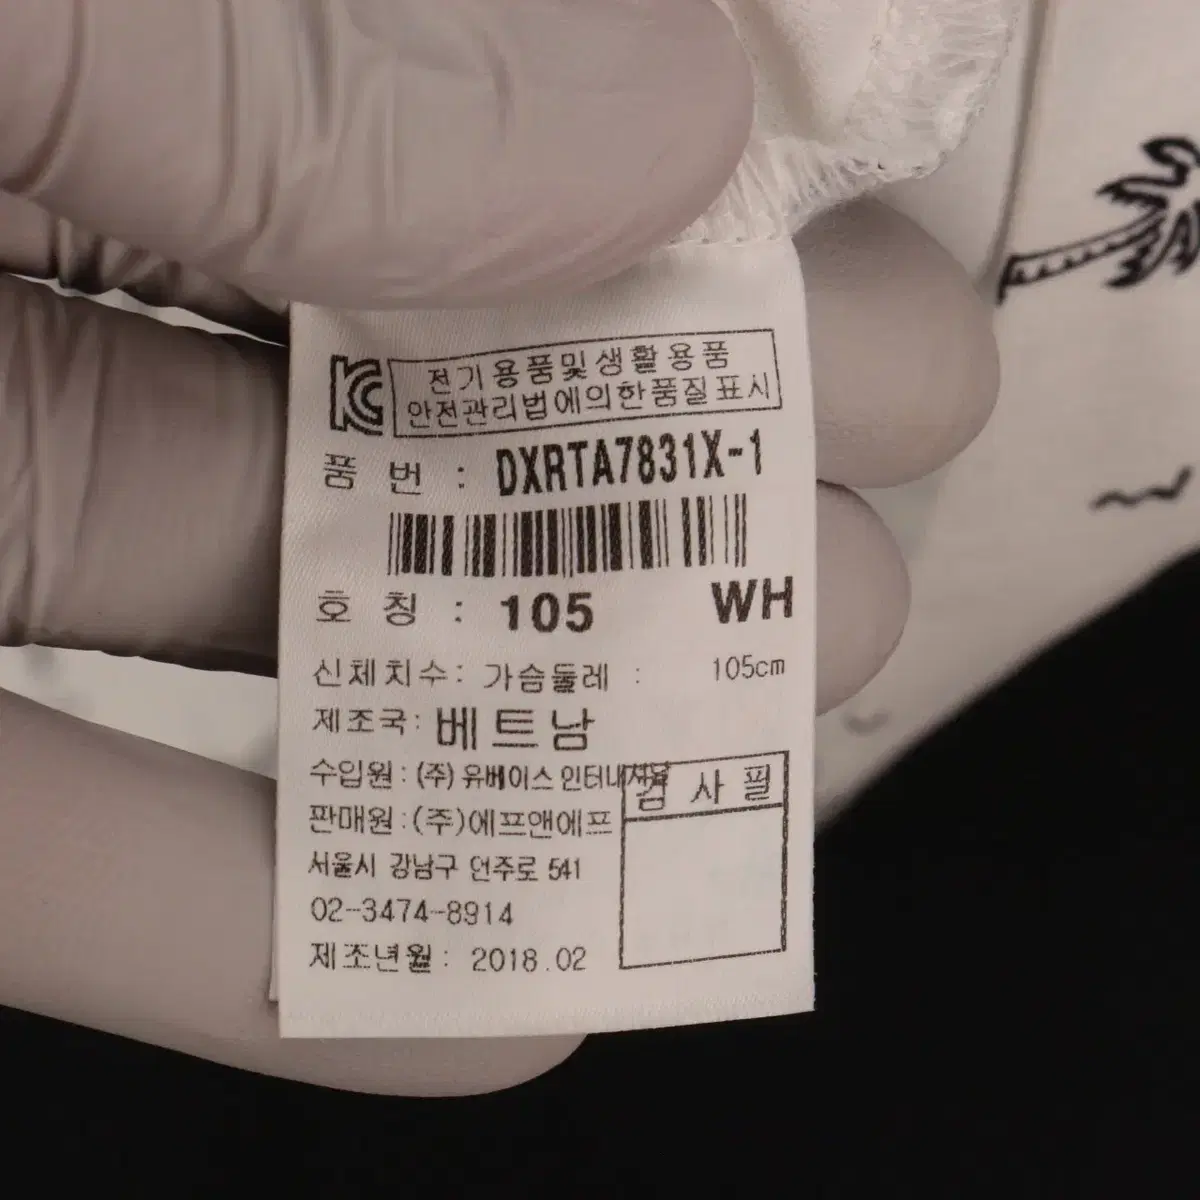 KC 전기용품및생활용품
안전관리법에의한품질표시
품 번 : DXRTA7831X-1
호 칭 : 105 WH
신체치수: 가슴둘레 : 105cm
제조국: 베트남
수입원 : (주) 유베이스 인터내셔날
검 사 필
판매원 :(주)에프앤에프
서울시 강남구 언주로 541
02-3474-8914
제조년월 : 2018.02